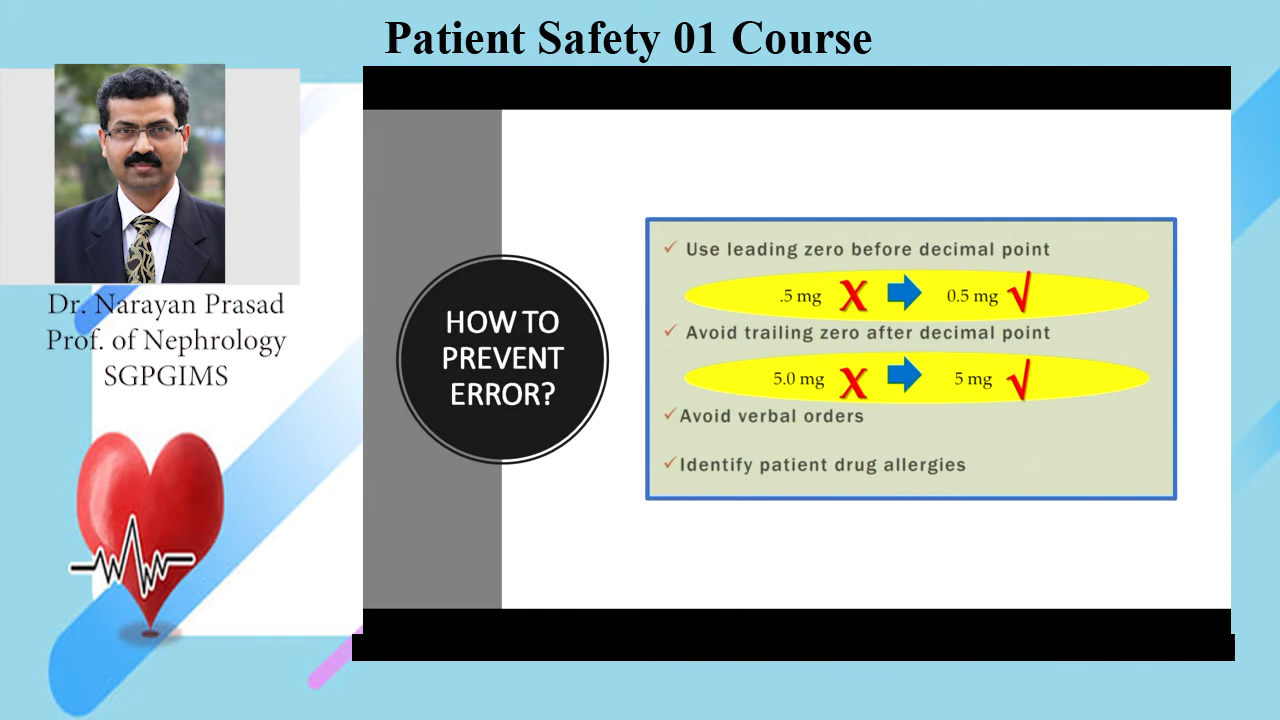 Patient Safety 01 Course
Dr. Narayan Prasad
Prof. of Nephrology
SGPGIMS
HOW TO
PREVENT
ERROR?
✓ Use leading zero before decimal point
.5 mg X 0.5 mg √
✓ Avoid trailing zero after decimal point
5.0 mg X 5 mg √
✓ Avoid verbal orders
✓ Identify patient drug allergies